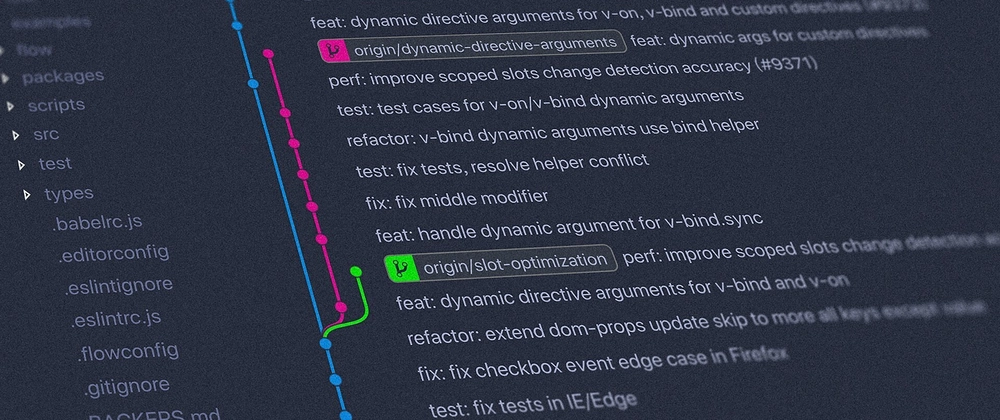 examples
flow
packages
scripts
src
test
types
.babelrc.js
.editorconfig
.eslintignore
.eslintrc.js
.flowconfig
.gitignore
BACKERS.md
feat: dynamic directive arguments for v-on, v-bind and custom directives (#9373)
origin/dynamic-directive-arguments feat: dynamic args for custom directives
perf: improve scoped slots change detection accuracy (#9371)
test: test cases for v-on/v-bind dynamic arguments
refactor: v-bind dynamic arguments use bind helper
test: fix tests, resolve helper conflict
fix: fix middle modifier
feat: handle dynamic argument for v-bind.sync
origin/slot-optimization perf: improve scoped slots change detection
feat: dynamic directive arguments for v-bind and v-on
refactor: extend dom-props update skip to more all keys except value
fix: fix checkbox event edge case in Firefox
test: fix tests in IE/Edge